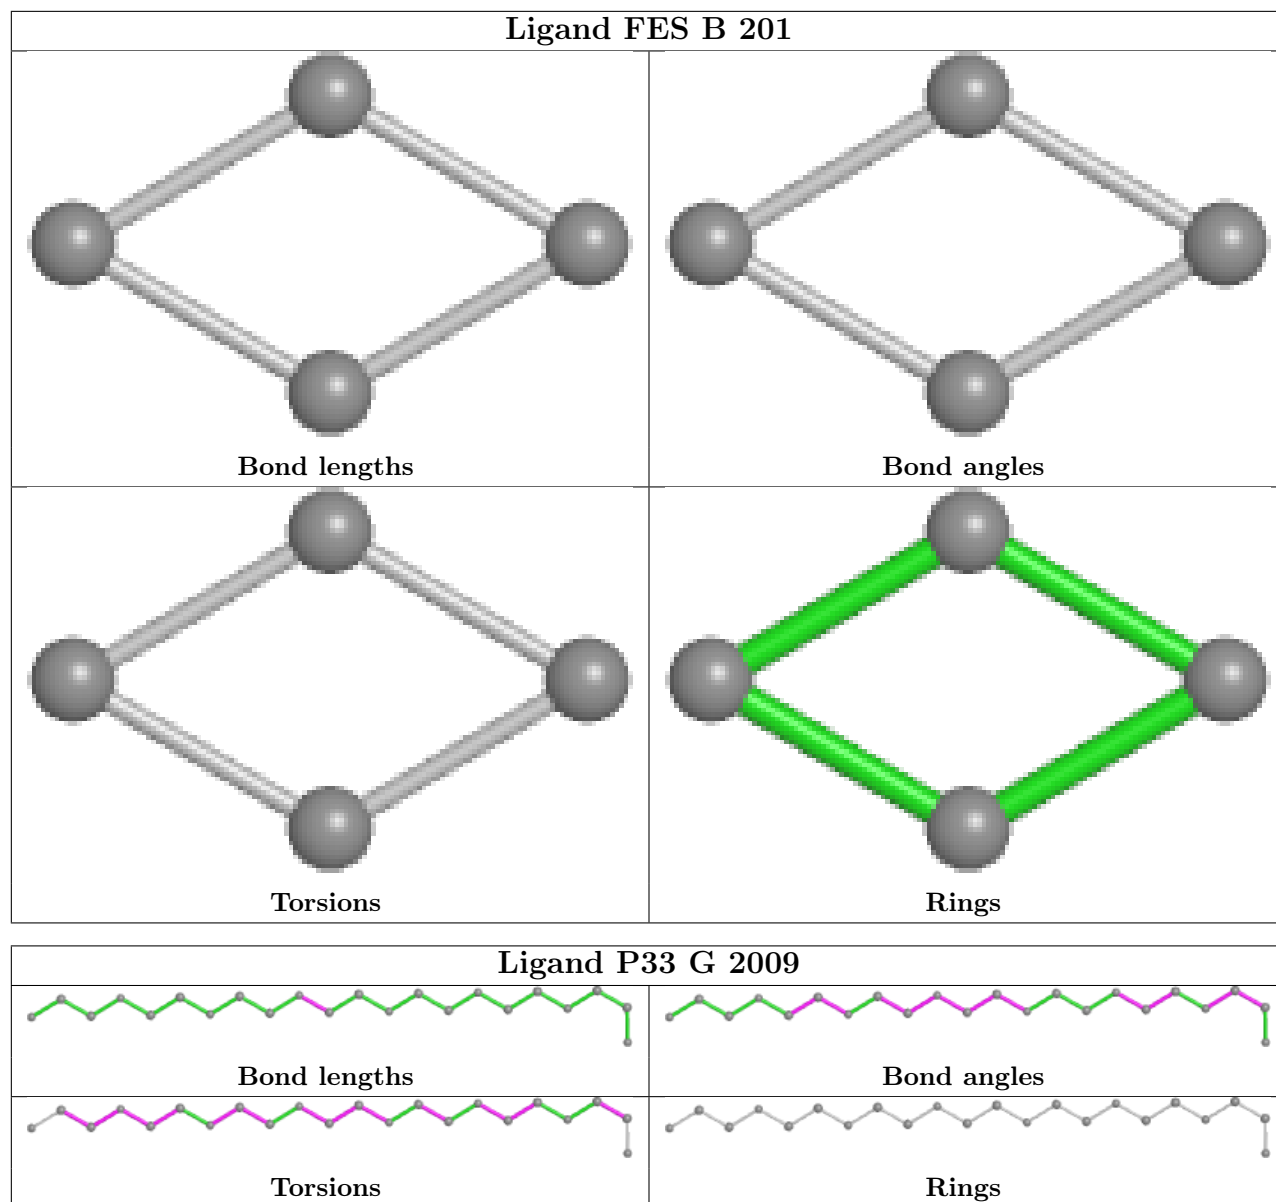 Ligand FES B 201
Bond lengths
Bond angles
Torsions
Rings
Ligand P33 G 2009
Bond lengths
Bond angles
Torsions
Rings